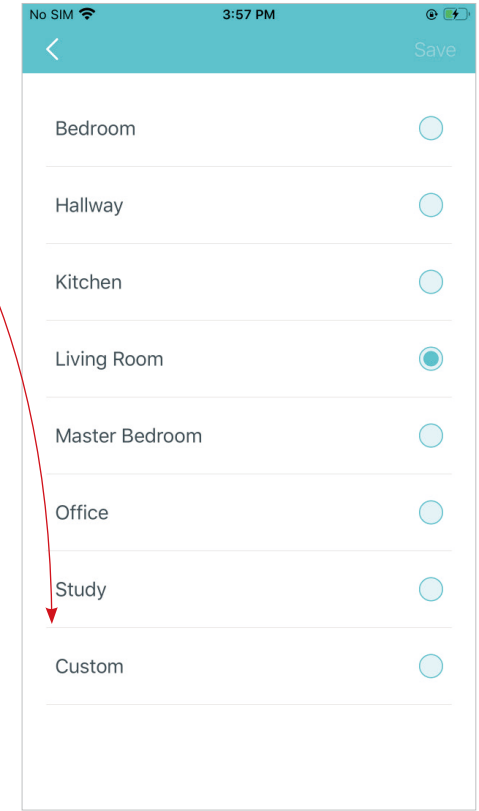 No SIM 3:57 PM
Save
Bedroom
Hallway
Kitchen
Living Room
Master Bedroom
Office
Study
Custom